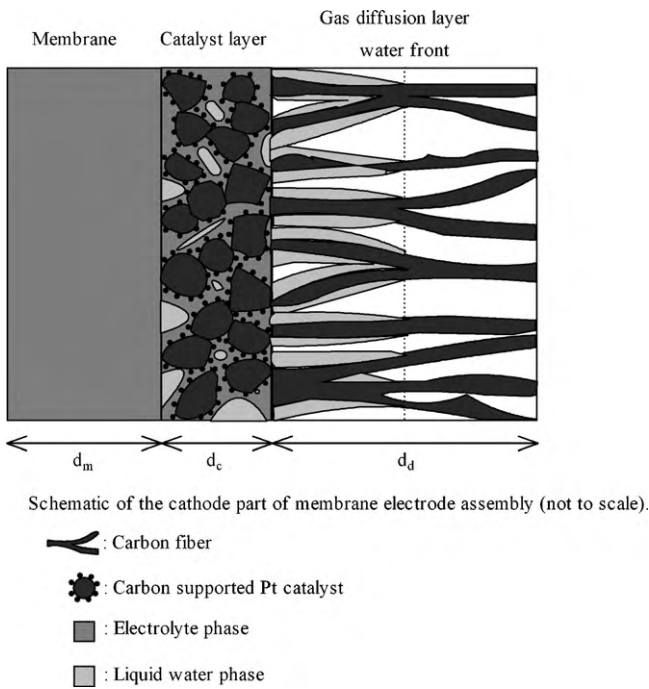 Gas diffusion layer
Membrane Catalyst layer water front
d_m d_c d_d
Schematic of the cathode part of membrane electrode assembly (not to scale).
: Carbon fiber
: Carbon supported Pt catalyst
: Electrolyte phase
: Liquid water phase